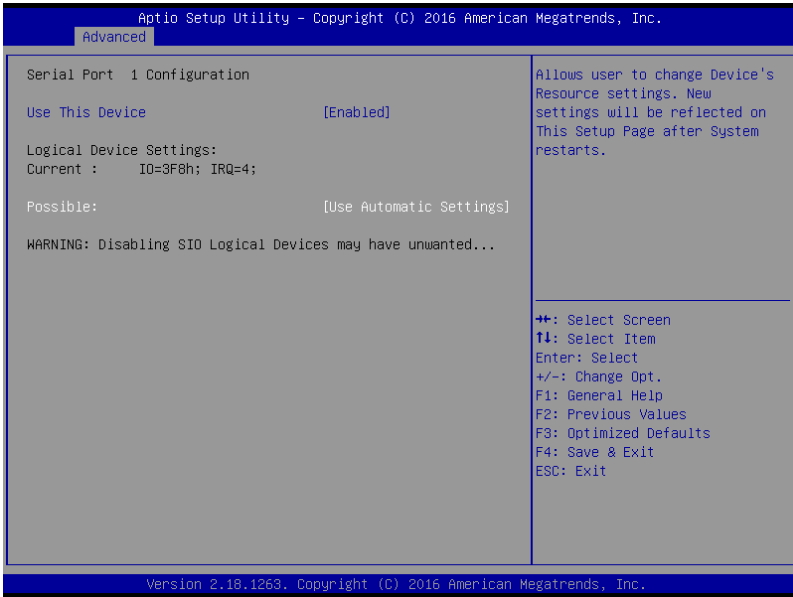 Aptio Setup Utility – Copyright (C) 2016 American Megatrends, Inc.
Advanced
Serial Port 1 Configuration
Use This Device [Enabled]
Logical Device Settings:
Current : IO=3F8h; IRQ=4;
Possible: [Use Automatic Settings]
WARNING: Disabling SIO Logical Devices may have unwanted...
Allows user to change Device's
Resource settings. New
settings will be reflected on
This Setup Page after System
restarts.
→←: Select Screen
↑↓: Select Item
Enter: Select
+/-: Change Opt.
F1: General Help
F2: Previous Values
F3: Optimized Defaults
F4: Save & Exit
ESC: Exit
Version 2.18.1263. Copyright (C) 2016 American Megatrends, Inc.